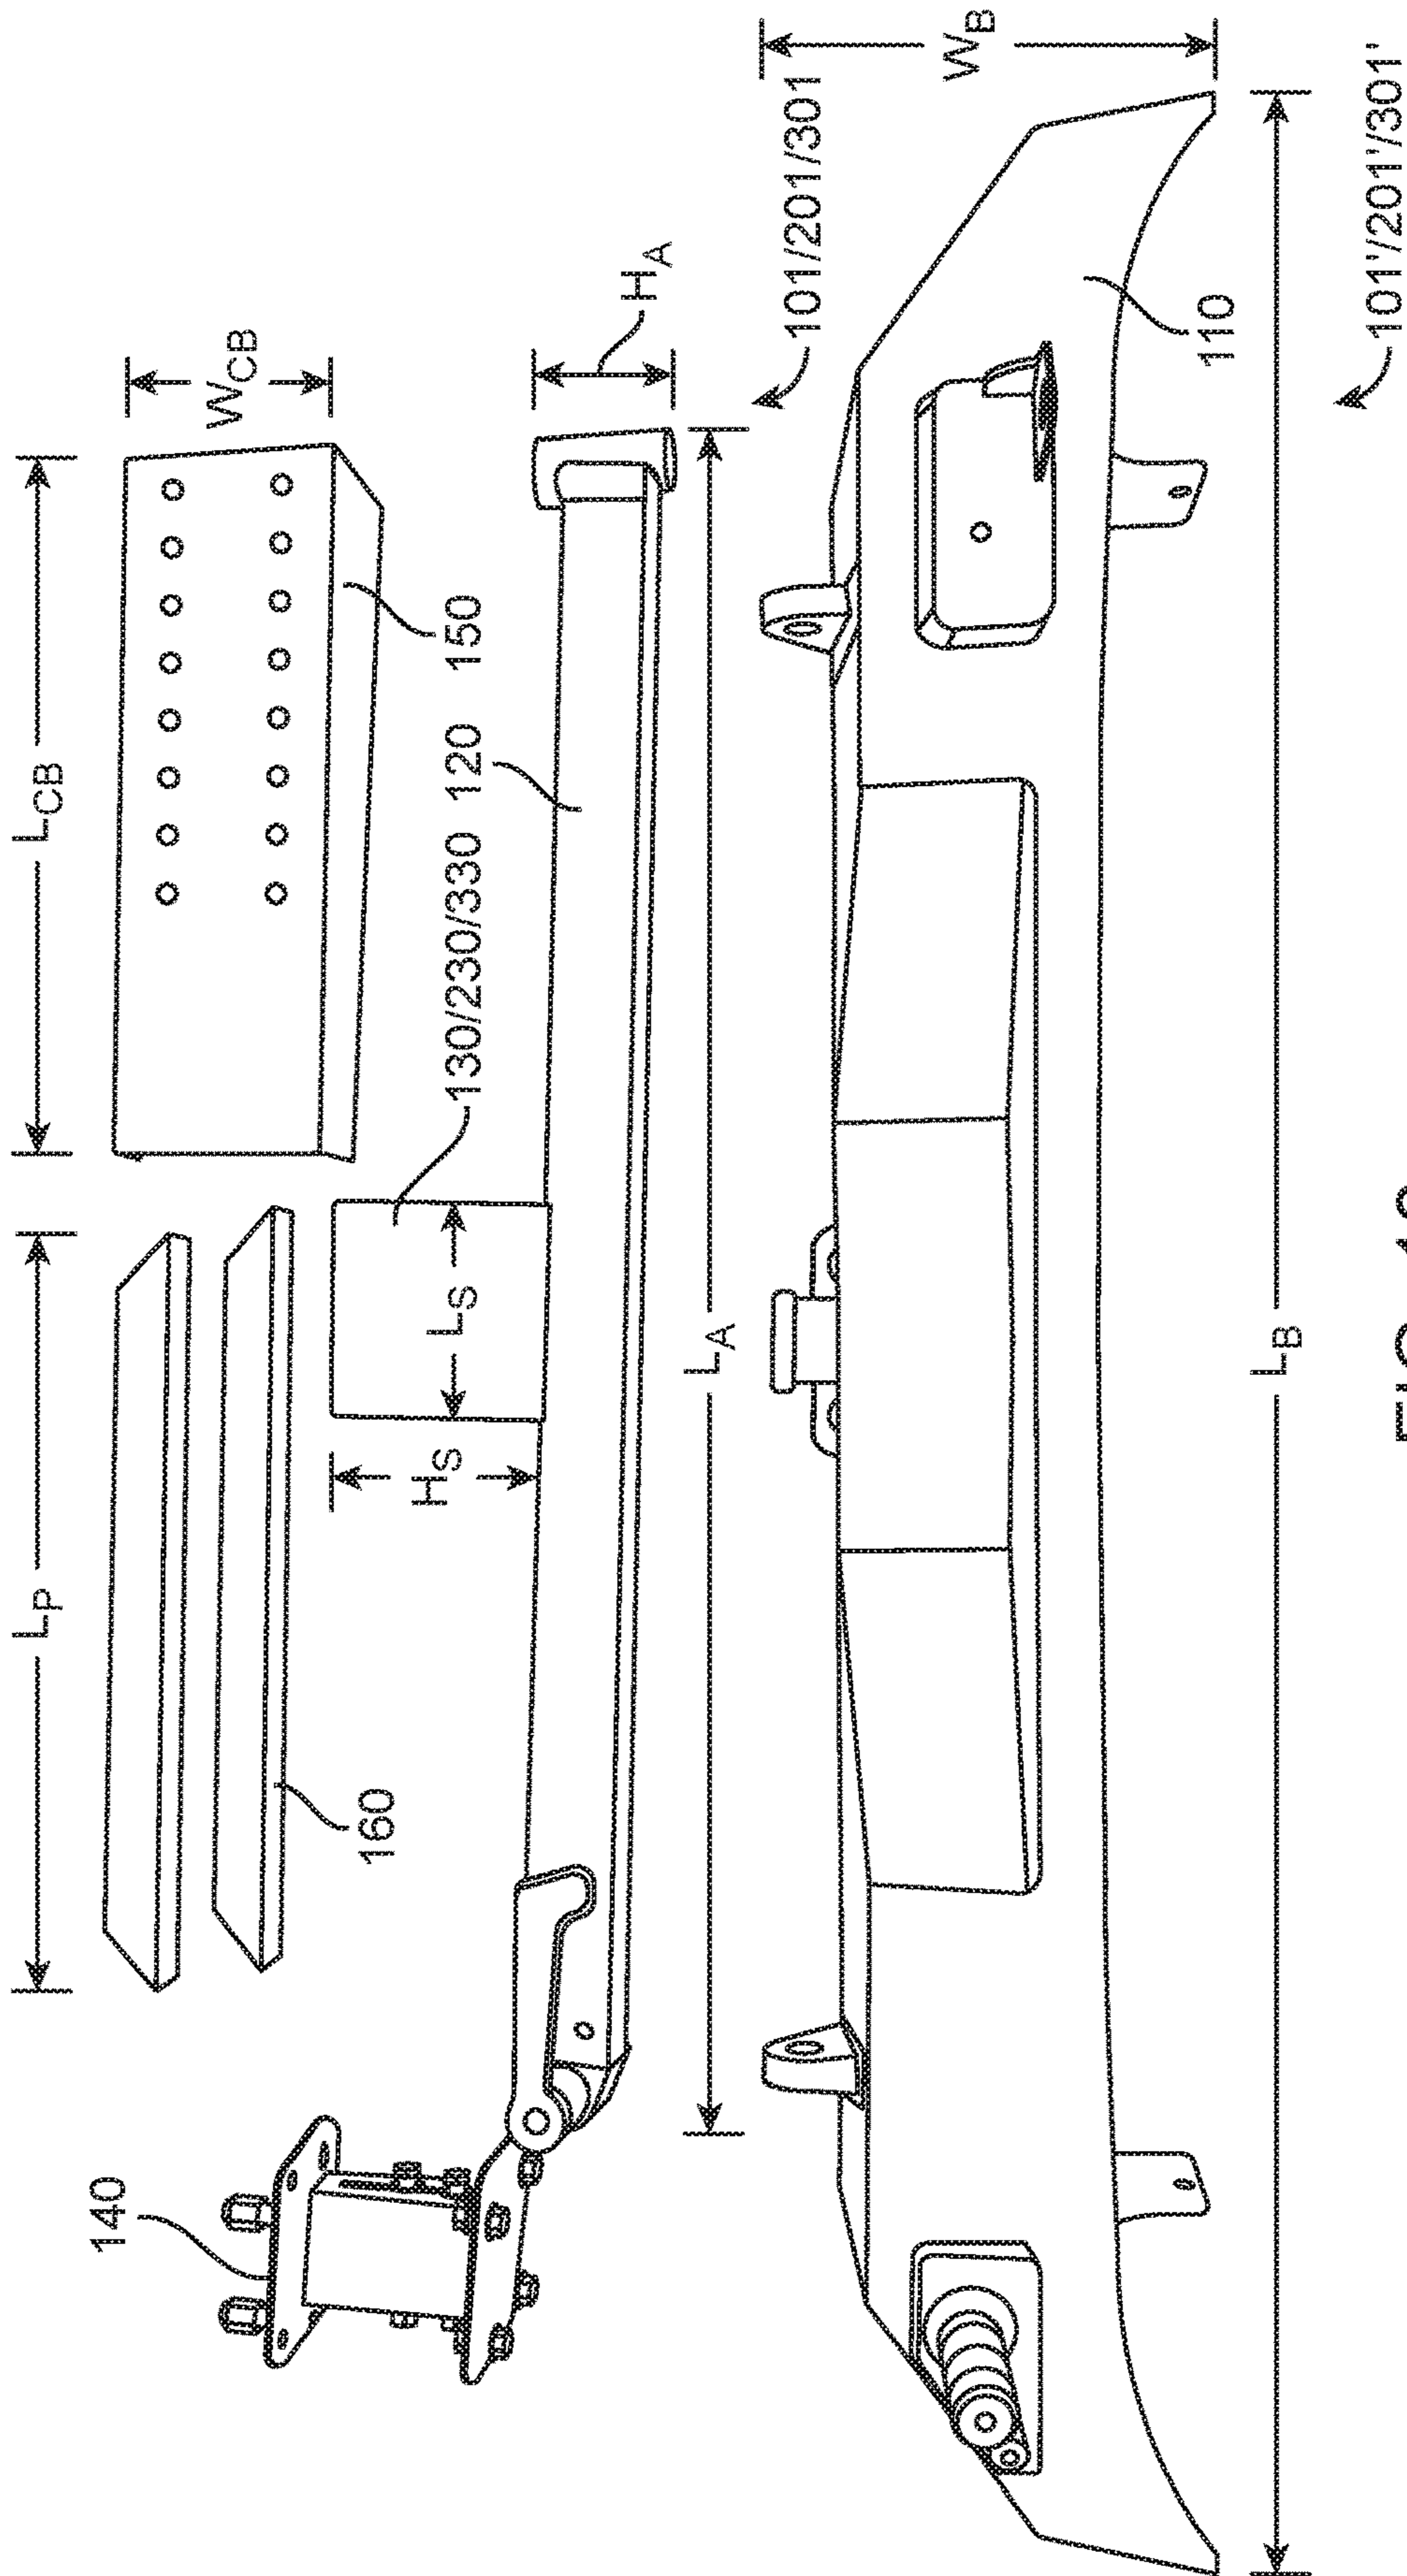 L_P
L_CB
140
W_CB
160
H_S
L_S
130/230/330
120
150
H_A
L_A
101/201/301
W_B
110
L_B
101'/201'/301'
FIG